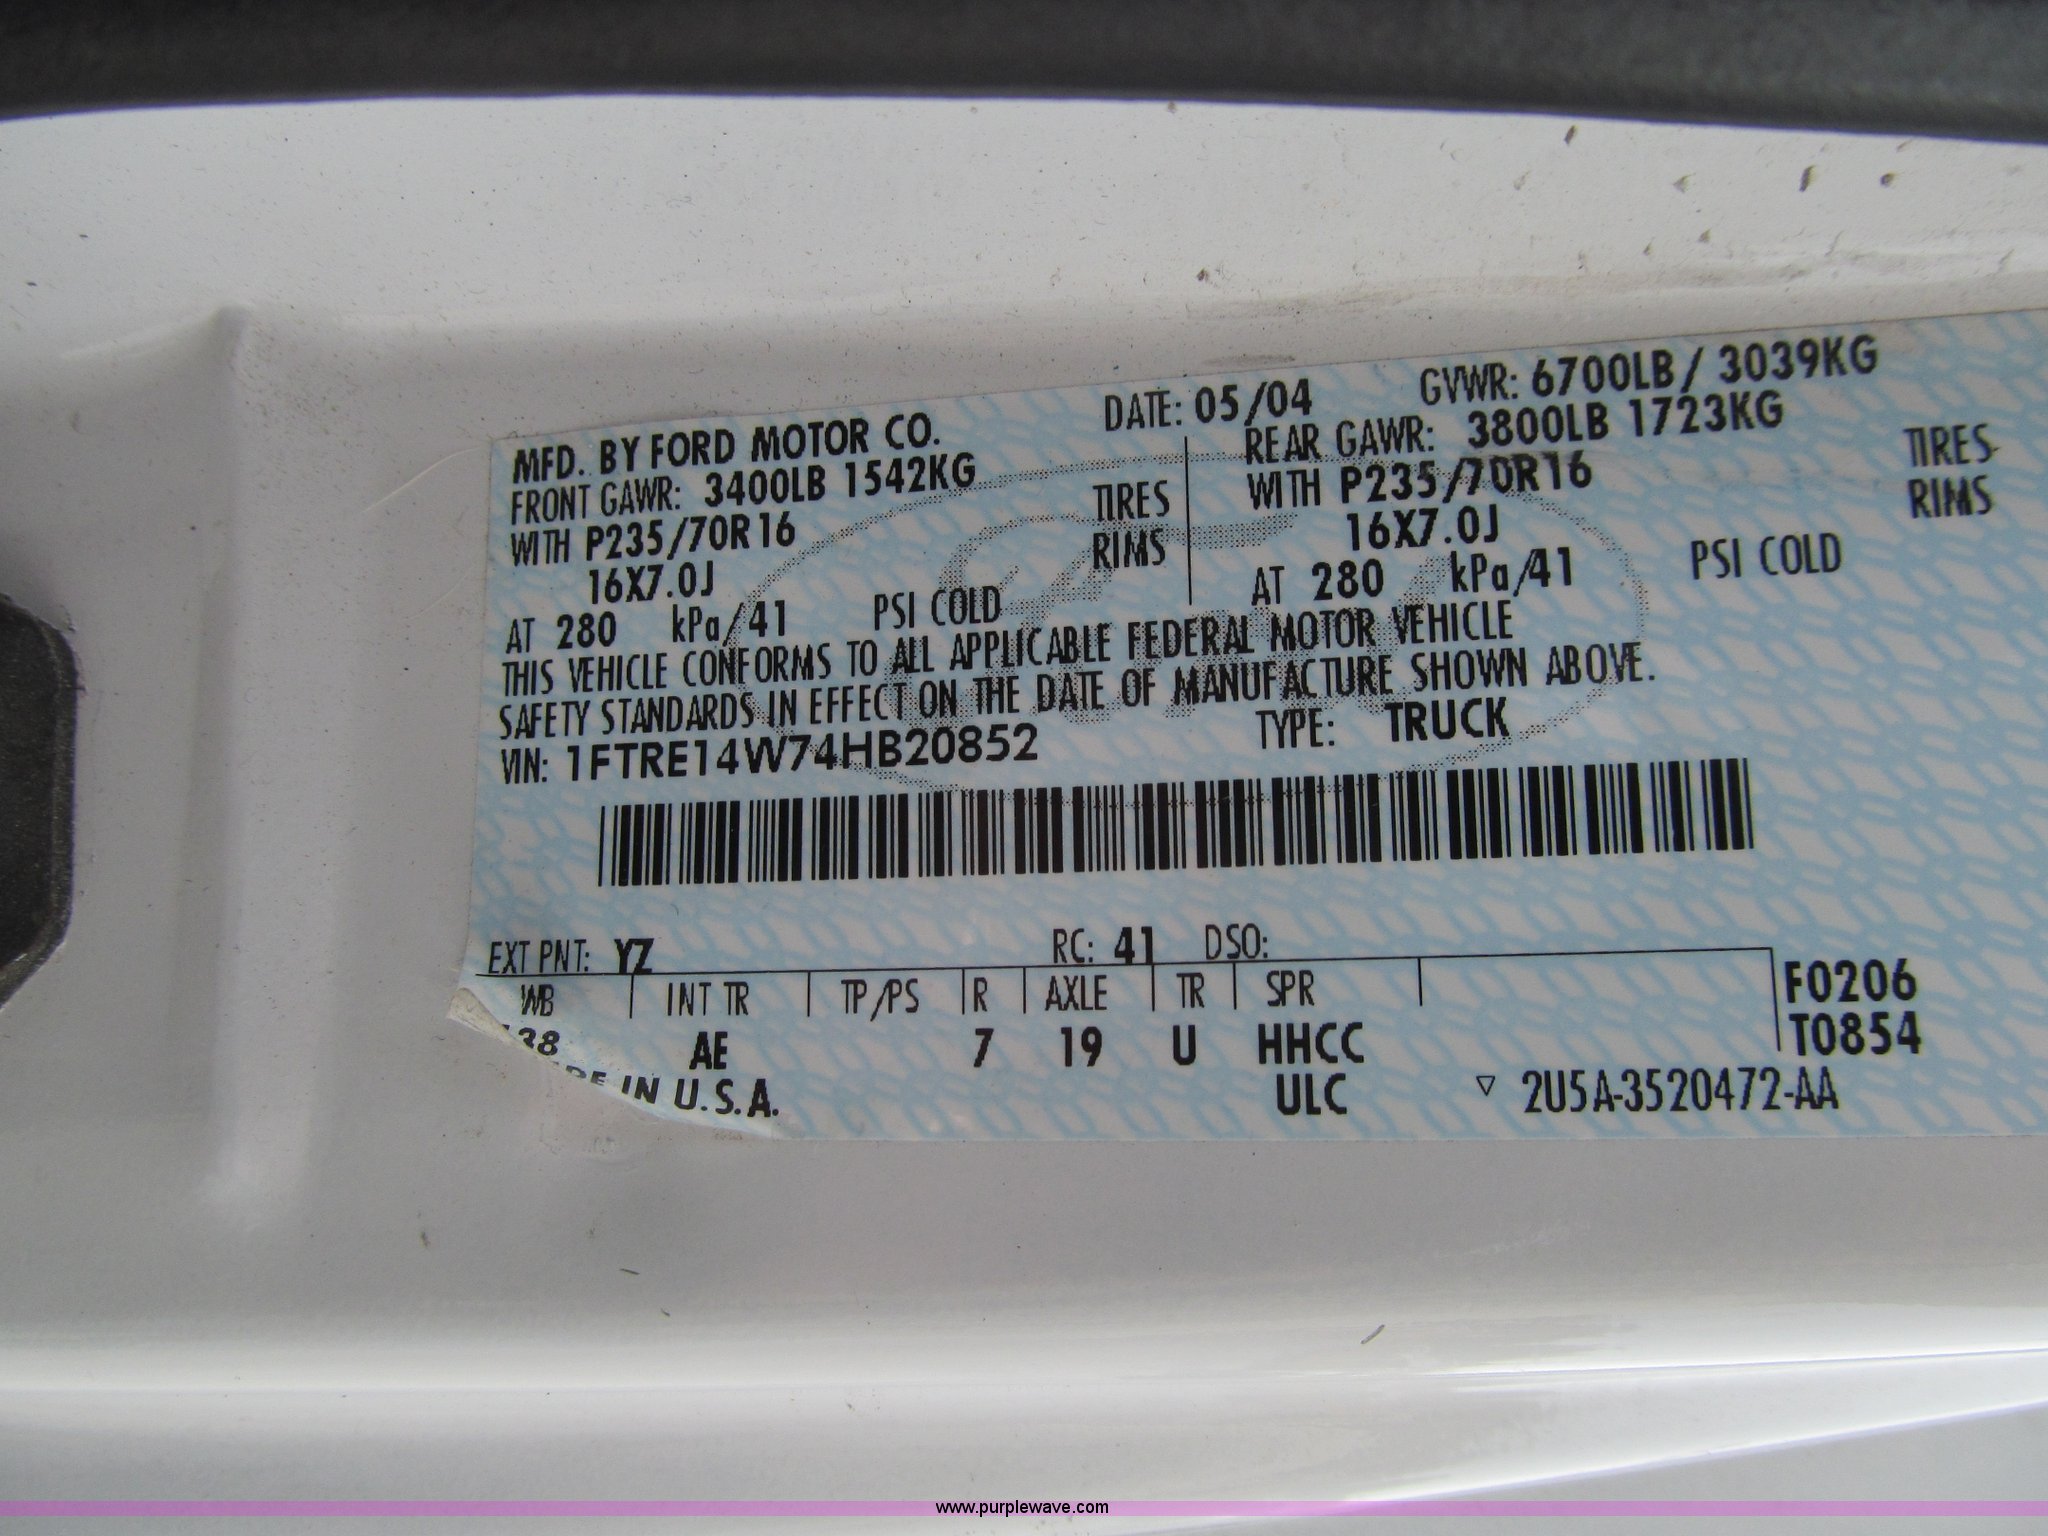 MFD. BY FORD MOTOR CO. DATE: 05/04 GVWR: 6700LB / 3039KG
FRONT GAWR: 3400LB 1542KG REAR GAWR: 3800LB 1723KG
WITH P235/70R16 TIRES WITH P235/70R16 TIRES
16X7.0J RIMS 16X7.0J RIMS
AT 280 kPa/41 PSI COLD AT 280 kPa/41 PSI COLD
THIS VEHICLE CONFORMS TO ALL APPLICABLE FEDERAL MOTOR VEHICLE
SAFETY STANDARDS IN EFFECT ON THE DATE OF MANUFACTURE SHOWN ABOVE.
VIN: 1FTRE14W74HB20852 TYPE: TRUCK
EXT PNT: YZ RC: 41 DSO:
WB INT TR TP/PS R AXLE TR SPR F0206
38 AE 7 19 U HHCC T0854
IN U.S.A. ULC ▽ 2U5A-3520472-AA
www.purplewave.com